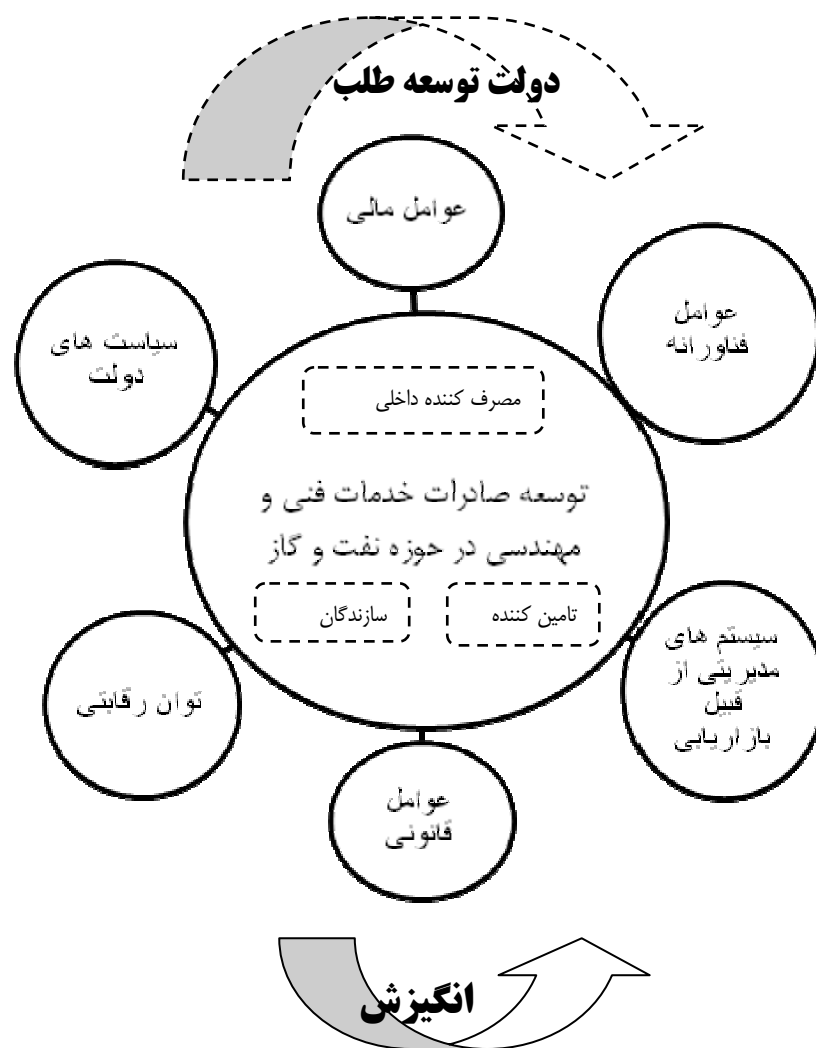 دولت توسعه طلب
عوامل مالی
عوامل
فناورانه
سیاست های
دولت
مصرف کننده داخلی
توسعه صادرات خدمات فنی و
مهندسی در حوزه نفت و گاز
تامین کننده
سازندگان
سیستم های
مدیریتی از
قبیل
بازاریابی
توان رقابتی
عوامل
قانونی
انگیزش